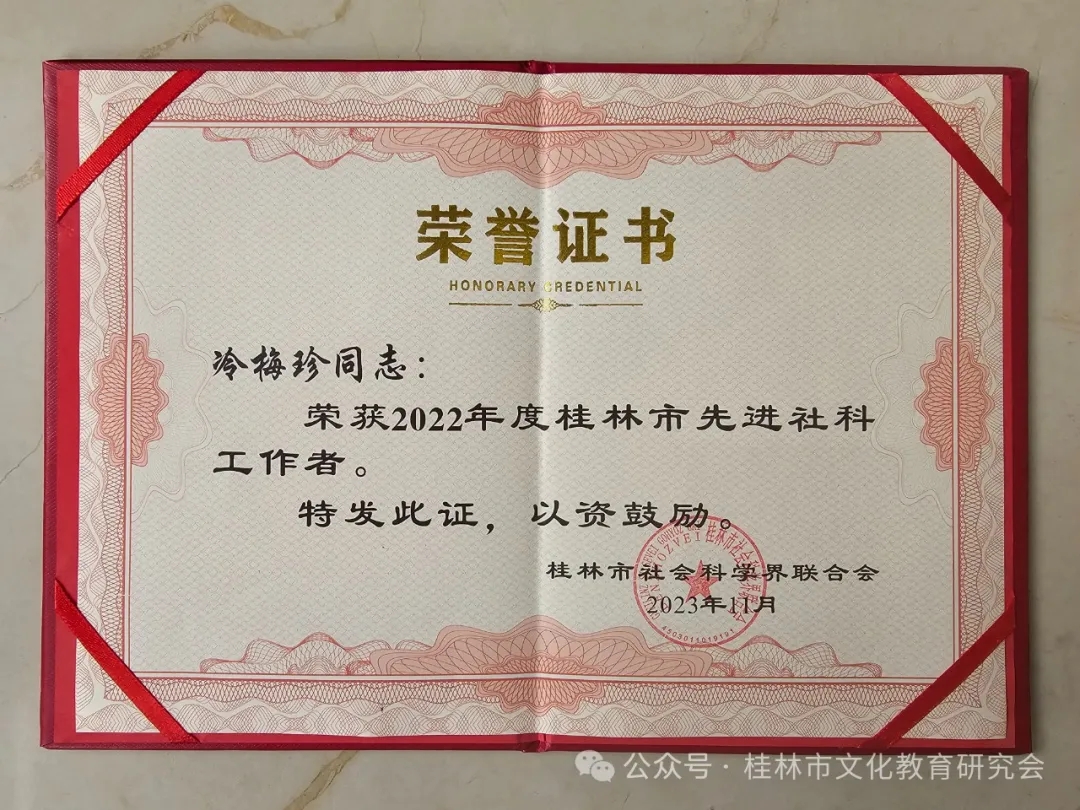 荣誉证书
HONORARY CREDENTIAL
冷梅珍同志：
荣获2022年度桂林市先进社科
工作者。
特发此证，以资鼓励。
桂林市社会科学界联合会
2023年11月
4503011019191
公众号·桂林市文化教育研究会